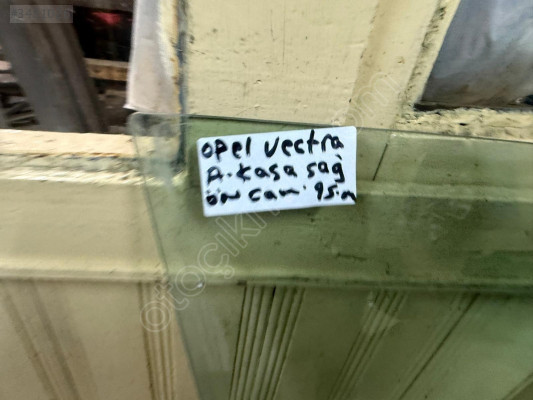 opel vectra
A. kasa sağ
ön cam 95.m